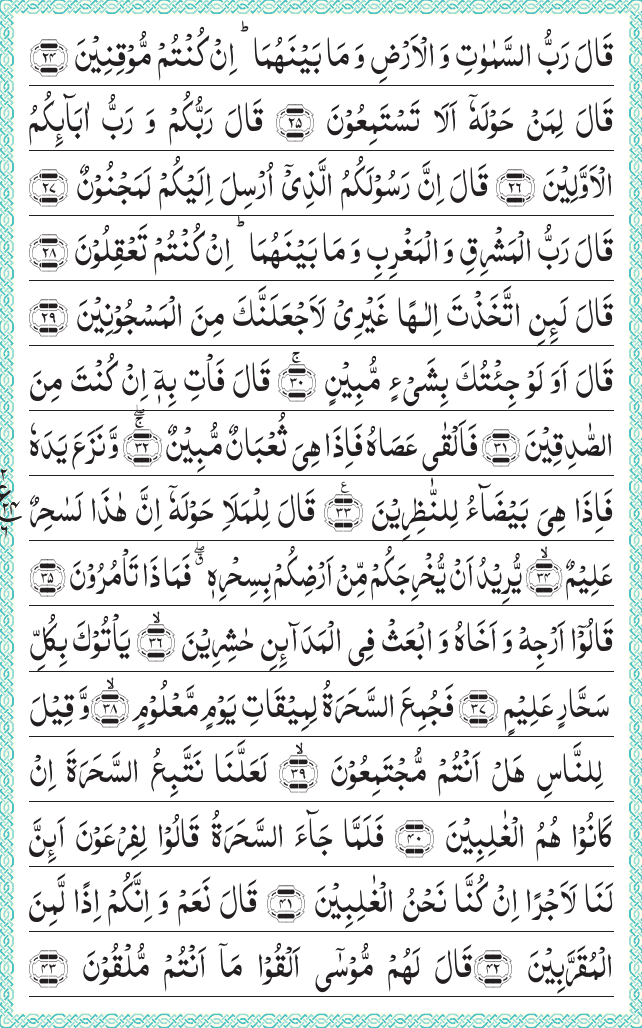 قَالَ رَبُّ السَّمٰوٰتِ وَ الۡاَرۡضِ وَ مَا بَيۡنَهُمَا ؕ اِنۡ كُنۡتُمۡ مُّوۡقِنِيۡنَ ﴿۲۴﴾
قَالَ لِمَنۡ حَوۡلَهٗۤ اَلَا تَسۡتَمِعُوۡنَ ﴿۲۵﴾ قَالَ رَبُّكُمۡ وَ رَبُّ اٰبَآئِكُمُ
الۡاَوَّلِيۡنَ ﴿۲۶﴾ قَالَ اِنَّ رَسُوۡلَكُمُ الَّذِيۡۤ اُرۡسِلَ اِلَيۡكُمۡ لَمَجۡنُوۡنٌ ﴿۲۷﴾
قَالَ رَبُّ الۡمَشۡرِقِ وَ الۡمَغۡرِبِ وَ مَا بَيۡنَهُمَا ؕ اِنۡ كُنۡتُمۡ تَعۡقِلُوۡنَ ﴿۲۸﴾
قَالَ لَئِنِ اتَّخَذۡتَ اِلٰـهًا غَيۡرِيۡ لَاَجۡعَلَنَّكَ مِنَ الۡمَسۡجُوۡنِيۡنَ ﴿۲۹﴾
قَالَ اَوَ لَوۡ جِئۡتُكَ بِشَيۡءٍ مُّبِيۡنٍ ﴿ۚ۳۰﴾ قَالَ فَاۡتِ بِهٖۤ اِنۡ كُنۡتَ مِنَ
الصّٰدِقِيۡنَ ﴿۳۱﴾ فَاَلۡقٰى عَصَاهُ فَاِذَا هِيَ ثُعۡبَانٌ مُّبِيۡنٌ ﴿ۚۖ۳۲﴾ وَّ نَزَعَ يَدَهٗ
فَاِذَا هِيَ بَيۡضَآءُ لِلنّٰظِرِيۡنَ ﴿۳۳﴾ قَالَ لِلۡمَلَاِ حَوۡلَهٗۤ اِنَّ هٰذَا لَسٰحِرٌ
عَلِيۡمٌ ﴿ۙ۳۴﴾ يُّرِيۡدُ اَنۡ يُّخۡرِجَكُمۡ مِّنۡ اَرۡضِكُمۡ بِسِحۡرِهٖ ٭ۖ فَمَا ذَا تَاۡمُرُوۡنَ ﴿۳۵﴾
قَالُوۡۤا اَرۡجِهۡ وَ اَخَاهُ وَ ابۡعَثۡ فِي الۡمَدَآئِنِ حٰشِرِيۡنَ ﴿ۙ۳۶﴾ يَاۡتُوۡكَ بِكُلِّ
سَحَّارٍ عَلِيۡمٍ ﴿۳۷﴾ فَجُمِعَ السَّحَرَةُ لِمِيۡقَاتِ يَوۡمٍ مَّعۡلُوۡمٍ ﴿ۙ۳۸﴾ وَّ قِيۡلَ
لِلنَّاسِ هَلۡ اَنۡتُمۡ مُّجۡتَمِعُوۡنَ ﴿ۙ۳۹﴾ لَعَلَّنَا نَتَّبِعُ السَّحَرَةَ اِنۡ
كَانُوۡا هُمُ الۡغٰلِبِيۡنَ ﴿۴۰﴾ فَلَمَّا جَآءَ السَّحَرَةُ قَالُوۡا لِفِرۡعَوۡنَ اَئِنَّ
لَنَا لَاَجۡرًا اِنۡ كُنَّا نَحۡنُ الۡغٰلِبِيۡنَ ﴿۴۱﴾ قَالَ نَعَمۡ وَ اِنَّكُمۡ اِذًا لَّمِنَ
الۡمُقَرَّبِيۡنَ ﴿۴۲﴾ قَالَ لَهُمۡ مُّوۡسٰۤى اَلۡقُوۡا مَاۤ اَنۡتُمۡ مُّلۡقُوۡنَ ﴿۴۳﴾